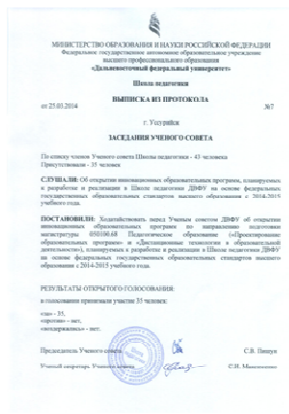 МИНИСТЕРСТВО ОБРАЗОВАНИЯ И НАУКИ РОССИЙСКОЙ ФЕДЕРАЦИИ
Федеральное государственное автономное образовательное учреждение
высшего профессионального образования
«Дальневосточный федеральный университет»
Школа педагогики
ВЫПИСКА ИЗ ПРОТОКОЛА
от 25.03.2014 №7
г. Уссурийск
ЗАСЕДАНИЯ УЧЕНОГО СОВЕТА
По списку членов Ученого совета Школы педагогики - 43 человека
Присутствовали - 35 человек
СЛУШАЛИ: Об открытии инновационных образовательных программ, планируемых
к разработке и реализации в Школе педагогики ДВФУ на основе федеральных
государственных образовательных стандартов высшего образования с 2014-2015
учебного года.
ПОСТАНОВИЛИ: Ходатайствовать перед Ученым советом ДВФУ об открытии
инновационных образовательных программ по направлению подготовки
магистратуры 050100.68 Педагогическое образование («Проектирование
образовательных программ» и «Дистанционные технологии в образовательной
деятельности»), планируемых к разработке и реализации в Школе педагогики ДВФУ
на основе федеральных государственных образовательных стандартов высшего
образования с 2014-2015 учебного года.
РЕЗУЛЬТАТЫ ОТКРЫТОГО ГОЛОСОВАНИЯ:
в голосовании приняли участие 35 человек
«за» - 35,
«против» - нет,
«воздержались» - нет.
Председатель Ученого совета С.В. Пишун
Ученый секретарь Ученого совета С.Н.